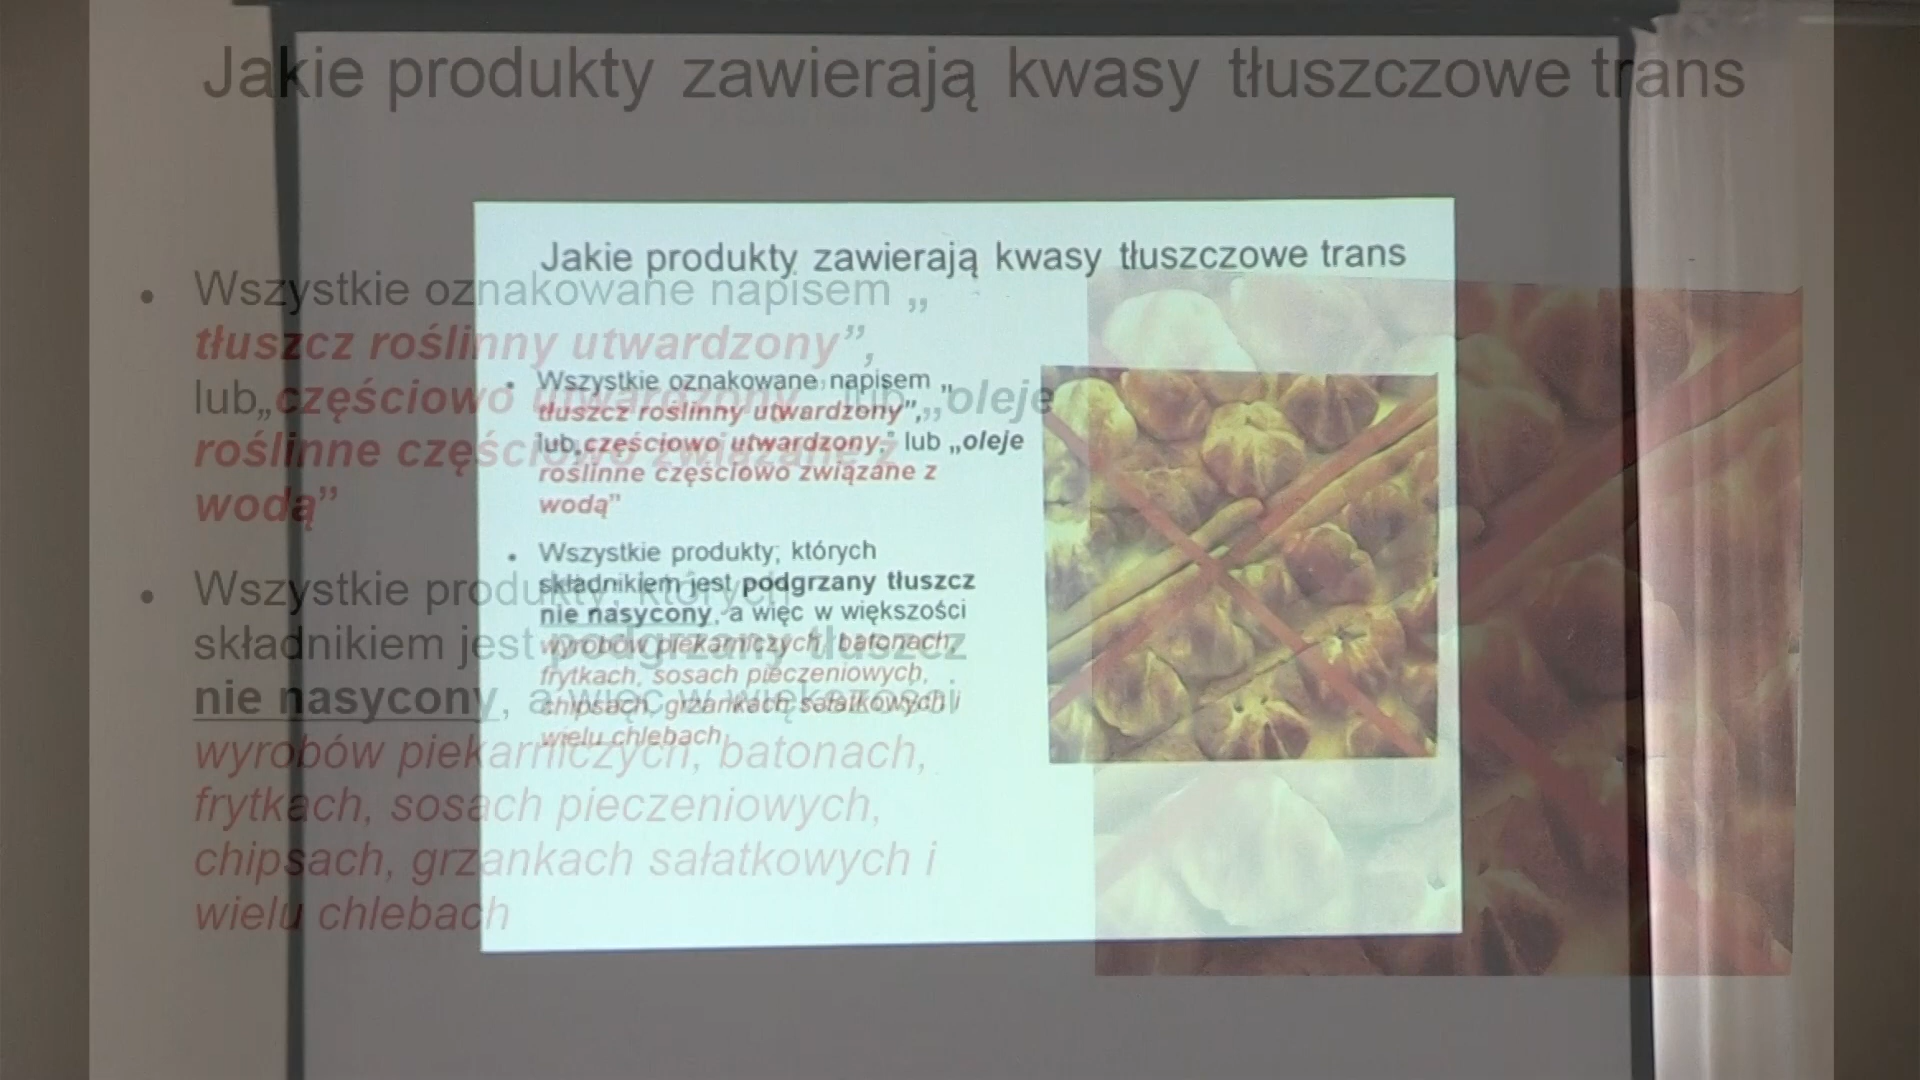 Jakie produkty zawierają kwasy tłuszczowe trans
Wszystkie oznakowane napisem „
tłuszcz roślinny utwardzony”,
lub„częściowo utwardzony,” lub „oleje
roślinne częściowo związane z
wodą”
Wszystkie produkty, których
składnikiem jest podgrzany tłuszcz
nie nasycony, a więc w większości
wyrobów piekarniczych, batonach,
frytkach, sosach pieczeniowych,
chipsach, grzankach sałatkowych i
wielu chlebach
Jakie produkty zawierają kwasy tłuszczowe trans
Wszystkie oznakowane napisem „
tłuszcz roślinny utwardzony”,
lub„częściowo utwardzony,” lub „oleje
roślinne częściowo związane z
wodą”
Wszystkie produkty, których
składnikiem jest podgrzany tłuszcz
nie nasycony, a więc w większości
wyrobów piekarniczych, batonach,
frytkach, sosach pieczeniowych,
chipsach, grzankach sałatkowych i
wielu chlebach